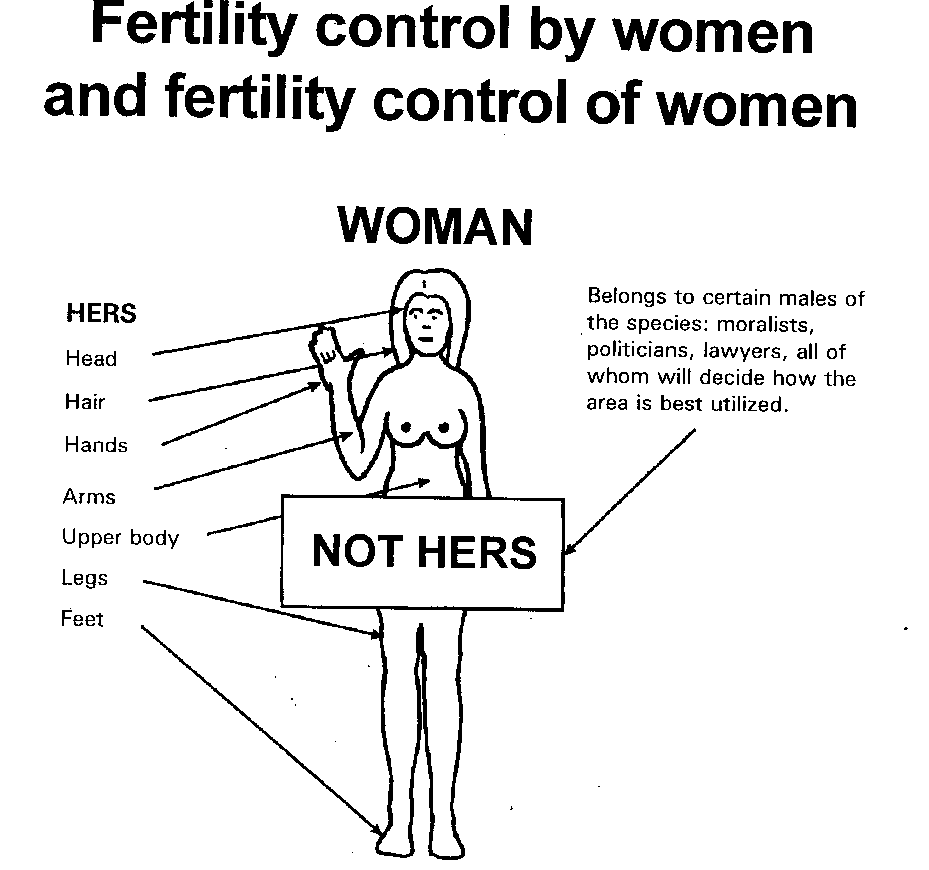 Fertility control by women
and fertility control of women
WOMAN
HERS
Head
Hair
Hands
Arms
Upper body
Legs
Feet
Belongs to certain males of
the species: moralists,
politicians, lawyers, all of
whom will decide how the
area is best utilized.
NOT HERS